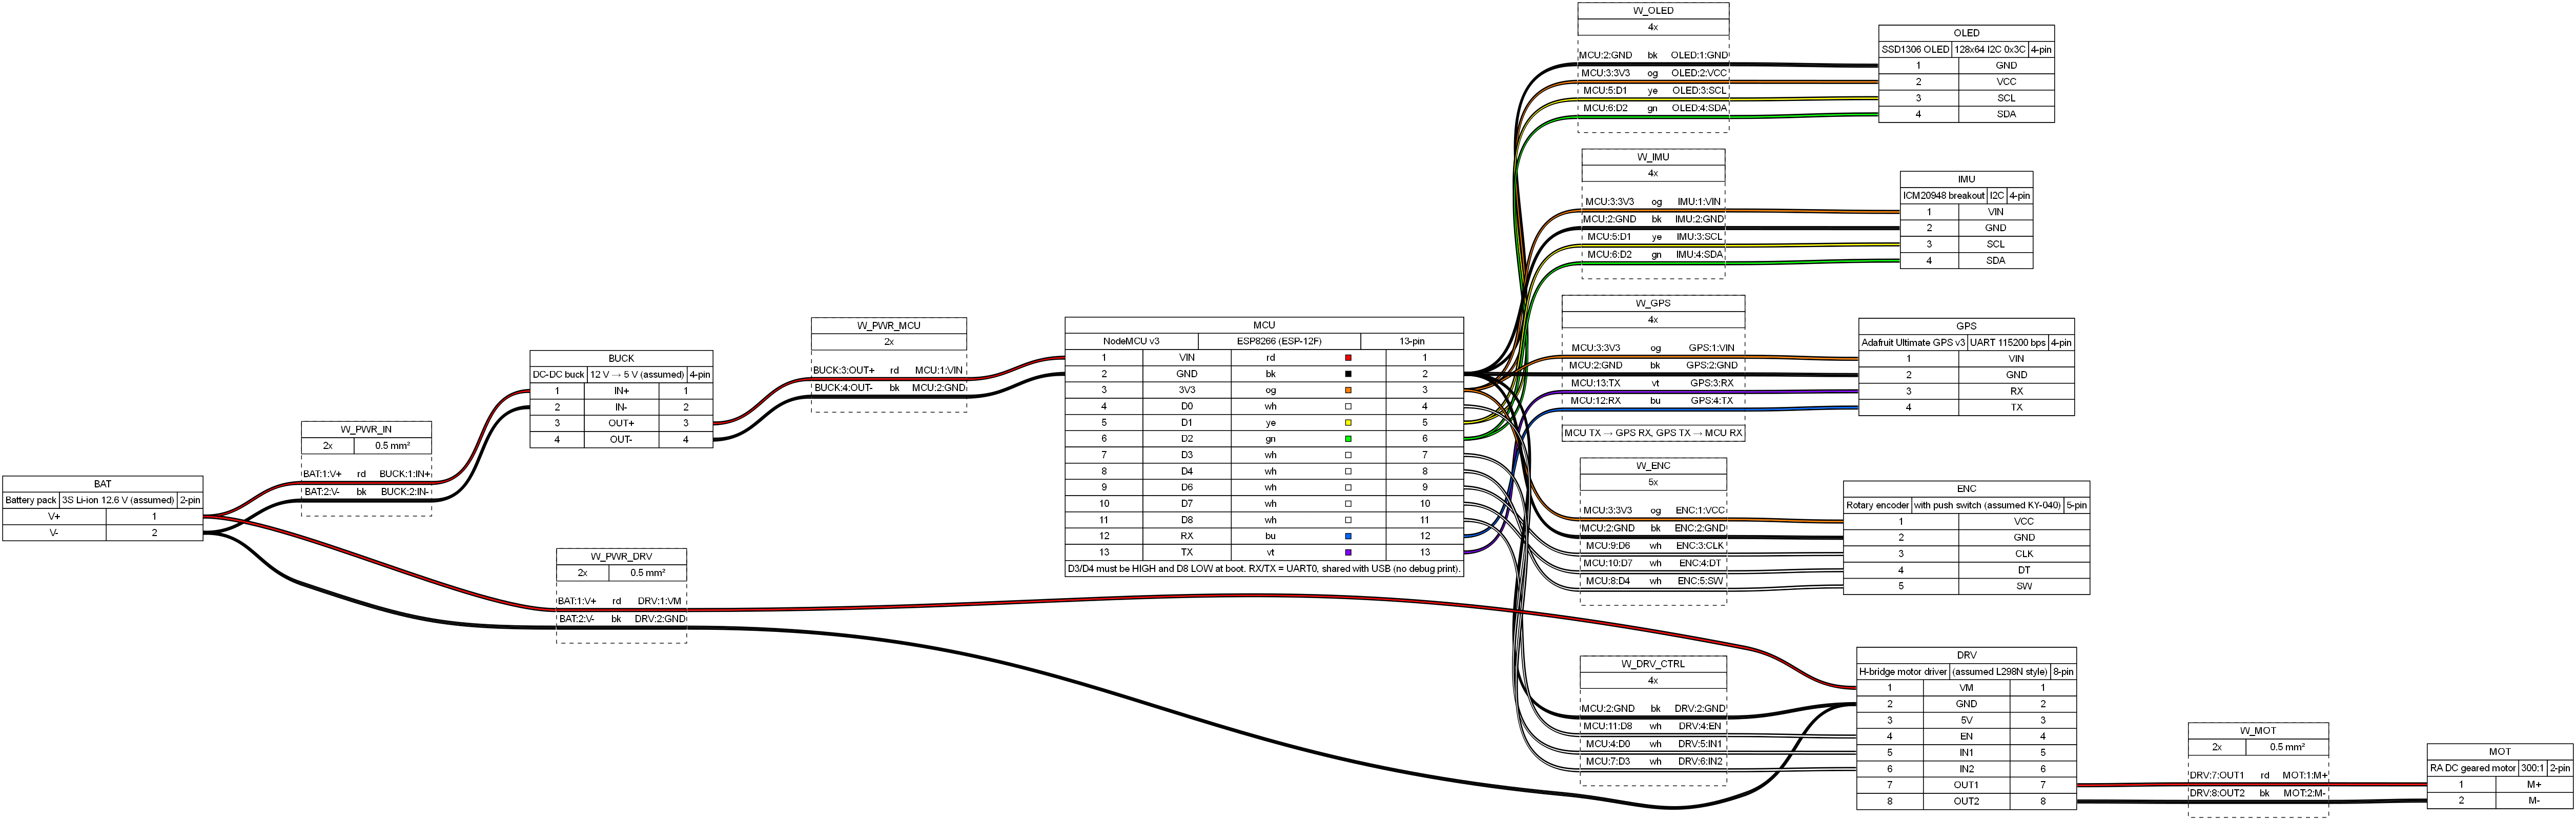 W_OLED
4x
MCU:2:GND bk OLED:1:GND
MCU:3:3V3 og OLED:2:VCC
MCU:5:D1 ye OLED:3:SCL
MCU:6:D2 gn OLED:4:SDA
OLED
SSD1306 OLED 128x64 I2C 0x3C 4-pin
1 GND
2 VCC
3 SCL
4 SDA
W_IMU
4x
MCU:3:3V3 og IMU:1:VIN
MCU:2:GND bk IMU:2:GND
MCU:5:D1 ye IMU:3:SCL
MCU:6:D2 gn IMU:4:SDA
IMU
ICM20948 breakout I2C 4-pin
1 VIN
2 GND
3 SCL
4 SDA
W_GPS
4x
MCU:3:3V3 og GPS:1:VIN
MCU:2:GND bk GPS:2:GND
MCU:13:TX vt GPS:3:RX
MCU:12:RX bu GPS:4:TX
MCU TX → GPS RX, GPS TX → MCU RX
GPS
Adafruit Ultimate GPS v3 UART 115200 bps 4-pin
1 VIN
2 GND
3 RX
4 TX
W_PWR_MCU
2x
BUCK:3:OUT+ rd MCU:1:VIN
BUCK:4:OUT- bk MCU:2:GND
MCU
NodeMCU v3 ESP8266 (ESP-12F) 13-pin
1 VIN rd 1
2 GND bk 2
3 3V3 og 3
4 D0 wh 4
5 D1 ye 5
6 D2 gn 6
7 D3 wh 7
8 D4 wh 8
9 D6 wh 9
10 D7 wh 10
11 D8 wh 11
12 RX bu 12
13 TX vt 13
D3/D4 must be HIGH and D8 LOW at boot. RX/TX = UART0, shared with USB (no debug print).
BUCK
DC-DC buck 12 V → 5 V (assumed) 4-pin
1 IN+ 1
2 IN- 2
3 OUT+ 3
4 OUT- 4
W_PWR_IN
2x 0.5 mm²
BAT:1:V+ rd BUCK:1:IN+
BAT:2:V- bk BUCK:2:IN-
BAT
Battery pack 3S Li-ion 12.6 V (assumed) 2-pin
V+ 1
V- 2
W_PWR_DRV
2x 0.5 mm²
BAT:1:V+ rd DRV:1:VM
BAT:2:V- bk DRV:2:GND
W_ENC
5x
MCU:3:3V3 og ENC:1:VCC
MCU:2:GND bk ENC:2:GND
MCU:9:D6 wh ENC:3:CLK
MCU:10:D7 wh ENC:4:DT
MCU:8:D4 wh ENC:5:SW
ENC
Rotary encoder with push switch (assumed KY-040) 5-pin
1 VCC
2 GND
3 CLK
4 DT
5 SW
W_DRV_CTRL
4x
MCU:2:GND bk DRV:2:GND
MCU:11:D8 wh DRV:4:EN
MCU:4:D0 wh DRV:5:IN1
MCU:7:D3 wh DRV:6:IN2
DRV
H-bridge motor driver (assumed L298N style) 8-pin
1 VM 1
2 GND 2
3 5V 3
4 EN 4
5 IN1 5
6 IN2 6
7 OUT1 7
8 OUT2 8
W_MOT
2x 0.5 mm²
DRV:7:OUT1 rd MOT:1:M+
DRV:8:OUT2 bk MOT:2:M-
MOT
RA DC geared motor 300:1 2-pin
1 M+
2 M-